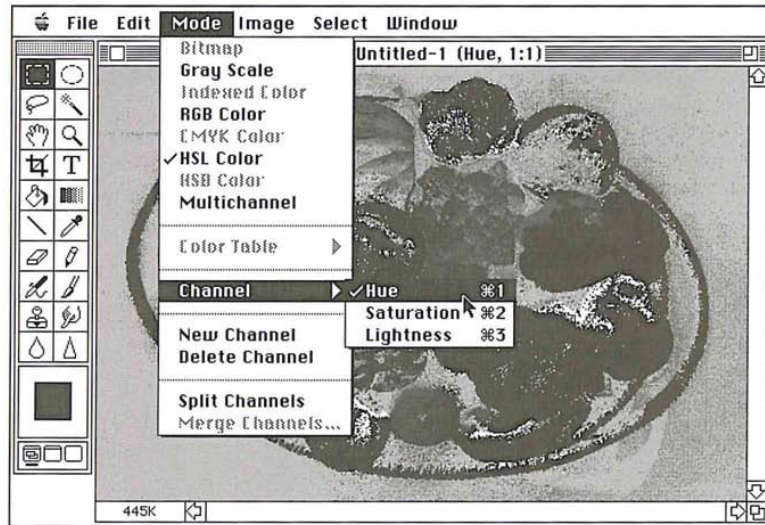 File Edit Mode Image Select Window
Untitled-1 (Hue, 1:1)
Bitmap
Gray Scale
Indexed Color
RGB Color
CMYK Color
✓HSL Color
HSB Color
Multichannel
Color Table
Channel
✓Hue ⌘1
Saturation ⌘2
Lightness ⌘3
New Channel
Delete Channel
Split Channels
Merge Channels...
T
445K